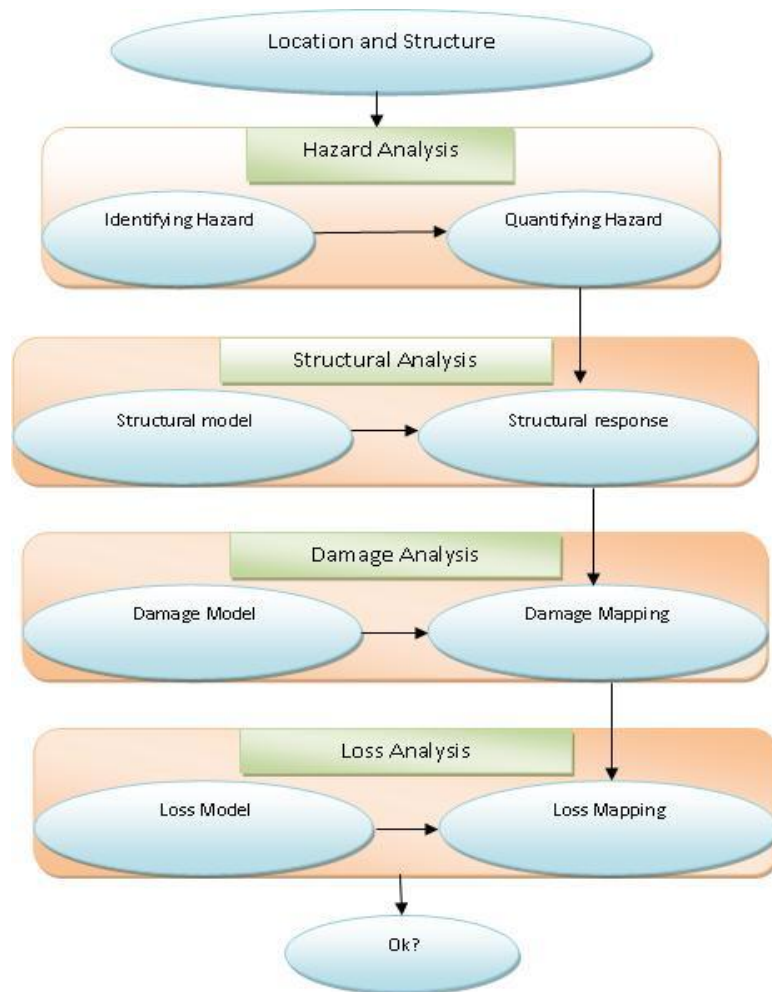 Location and Structure
Hazard Analysis
Identifying Hazard
Quantifying Hazard
Structural Analysis
Structural model
Structural response
Damage Analysis
Damage Model
Damage Mapping
Loss Analysis
Loss Model
Loss Mapping
Ok?